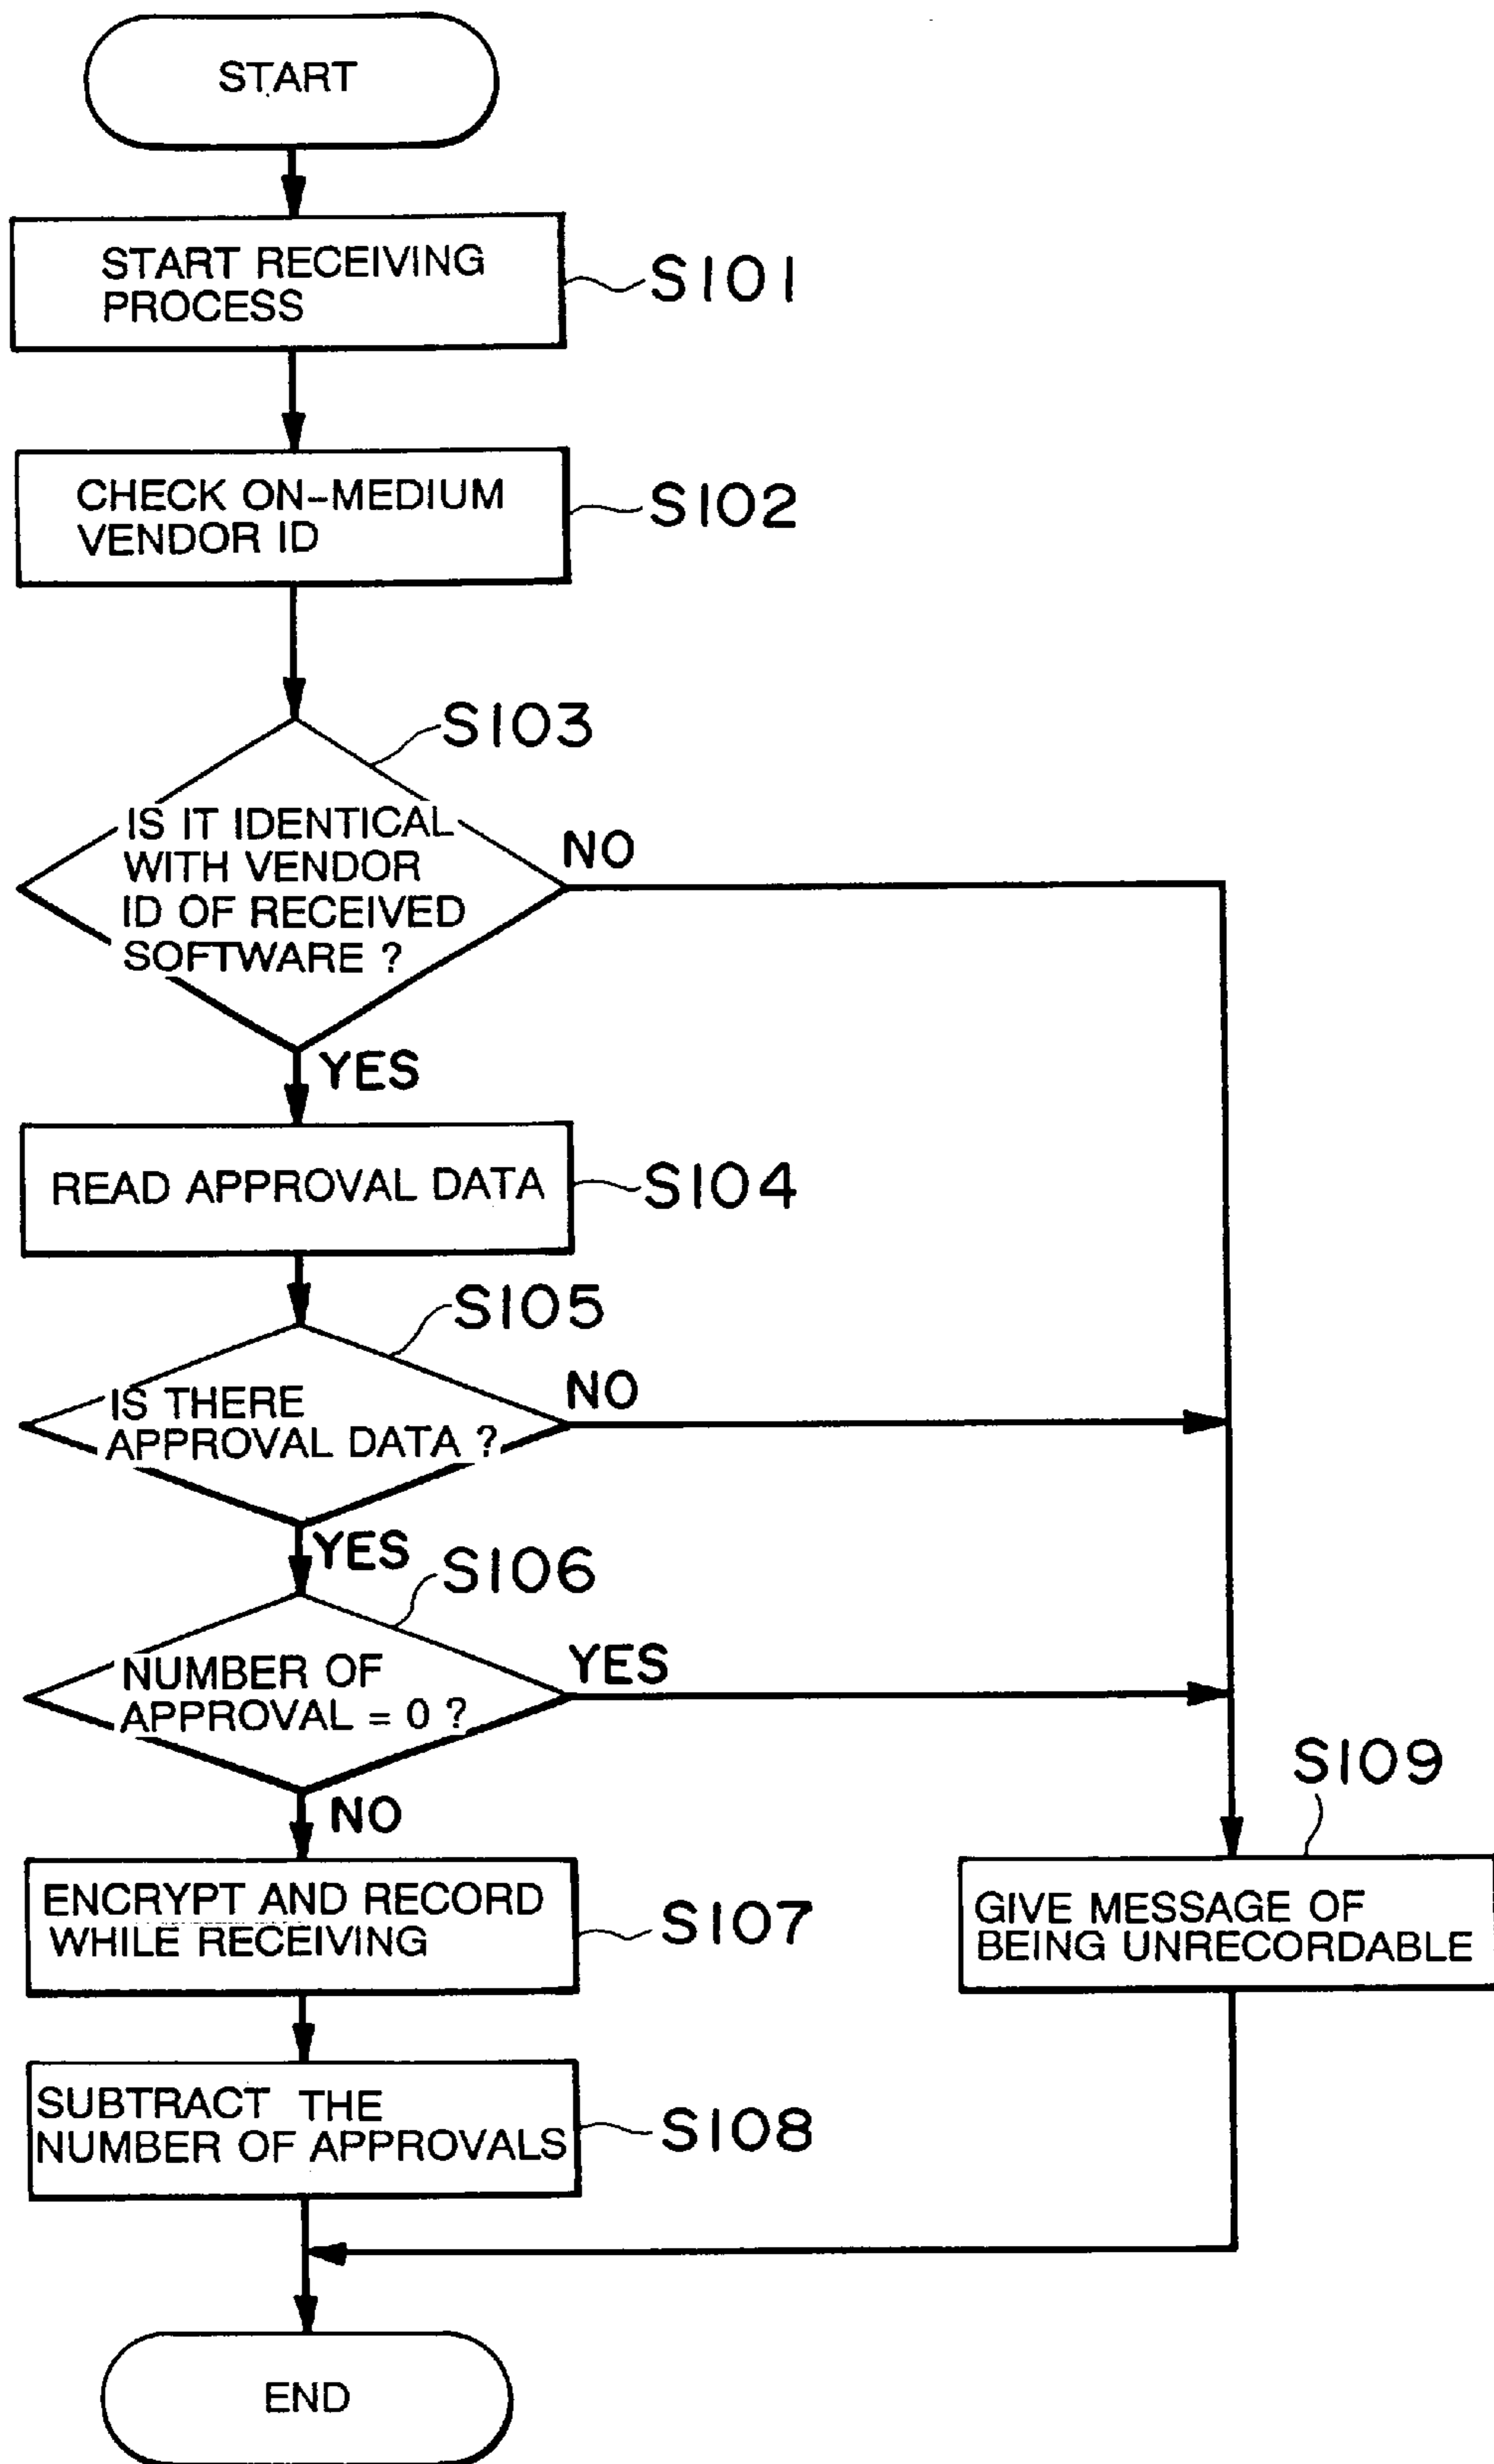 START
START RECEIVING
PROCESS
S101
CHECK ON-MEDIUM
VENDOR ID
S102
S103
IS IT IDENTICAL
WITH VENDOR
ID OF RECEIVED
SOFTWARE ?
NO
YES
READ APPROVAL DATA
S104
S105
IS THERE
APPROVAL DATA ?
NO
YES
S106
NUMBER OF
APPROVAL = 0 ?
YES
NO
ENCRYPT AND RECORD
WHILE RECEIVING
S107
S109
GIVE MESSAGE OF
BEING UNRECORDABLE
SUBTRACT THE
NUMBER OF APPROVALS
S108
END